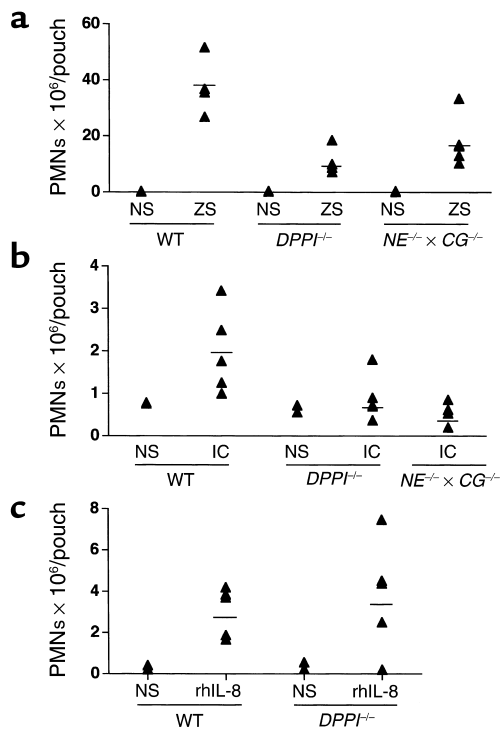 a
PMNs × 10⁶/pouch
60
40
20
0
NS ZS NS ZS NS ZS
WT DPPI⁻/⁻ NE⁻/⁻ × CG⁻/⁻
b
PMNs × 10⁶/pouch
4
3
2
1
0
NS IC NS IC IC
WT DPPI⁻/⁻ NE⁻/⁻ × CG⁻/⁻
c
PMNs × 10⁶/pouch
8
6
4
2
0
NS rhIL-8 NS rhIL-8
WT DPPI⁻/⁻